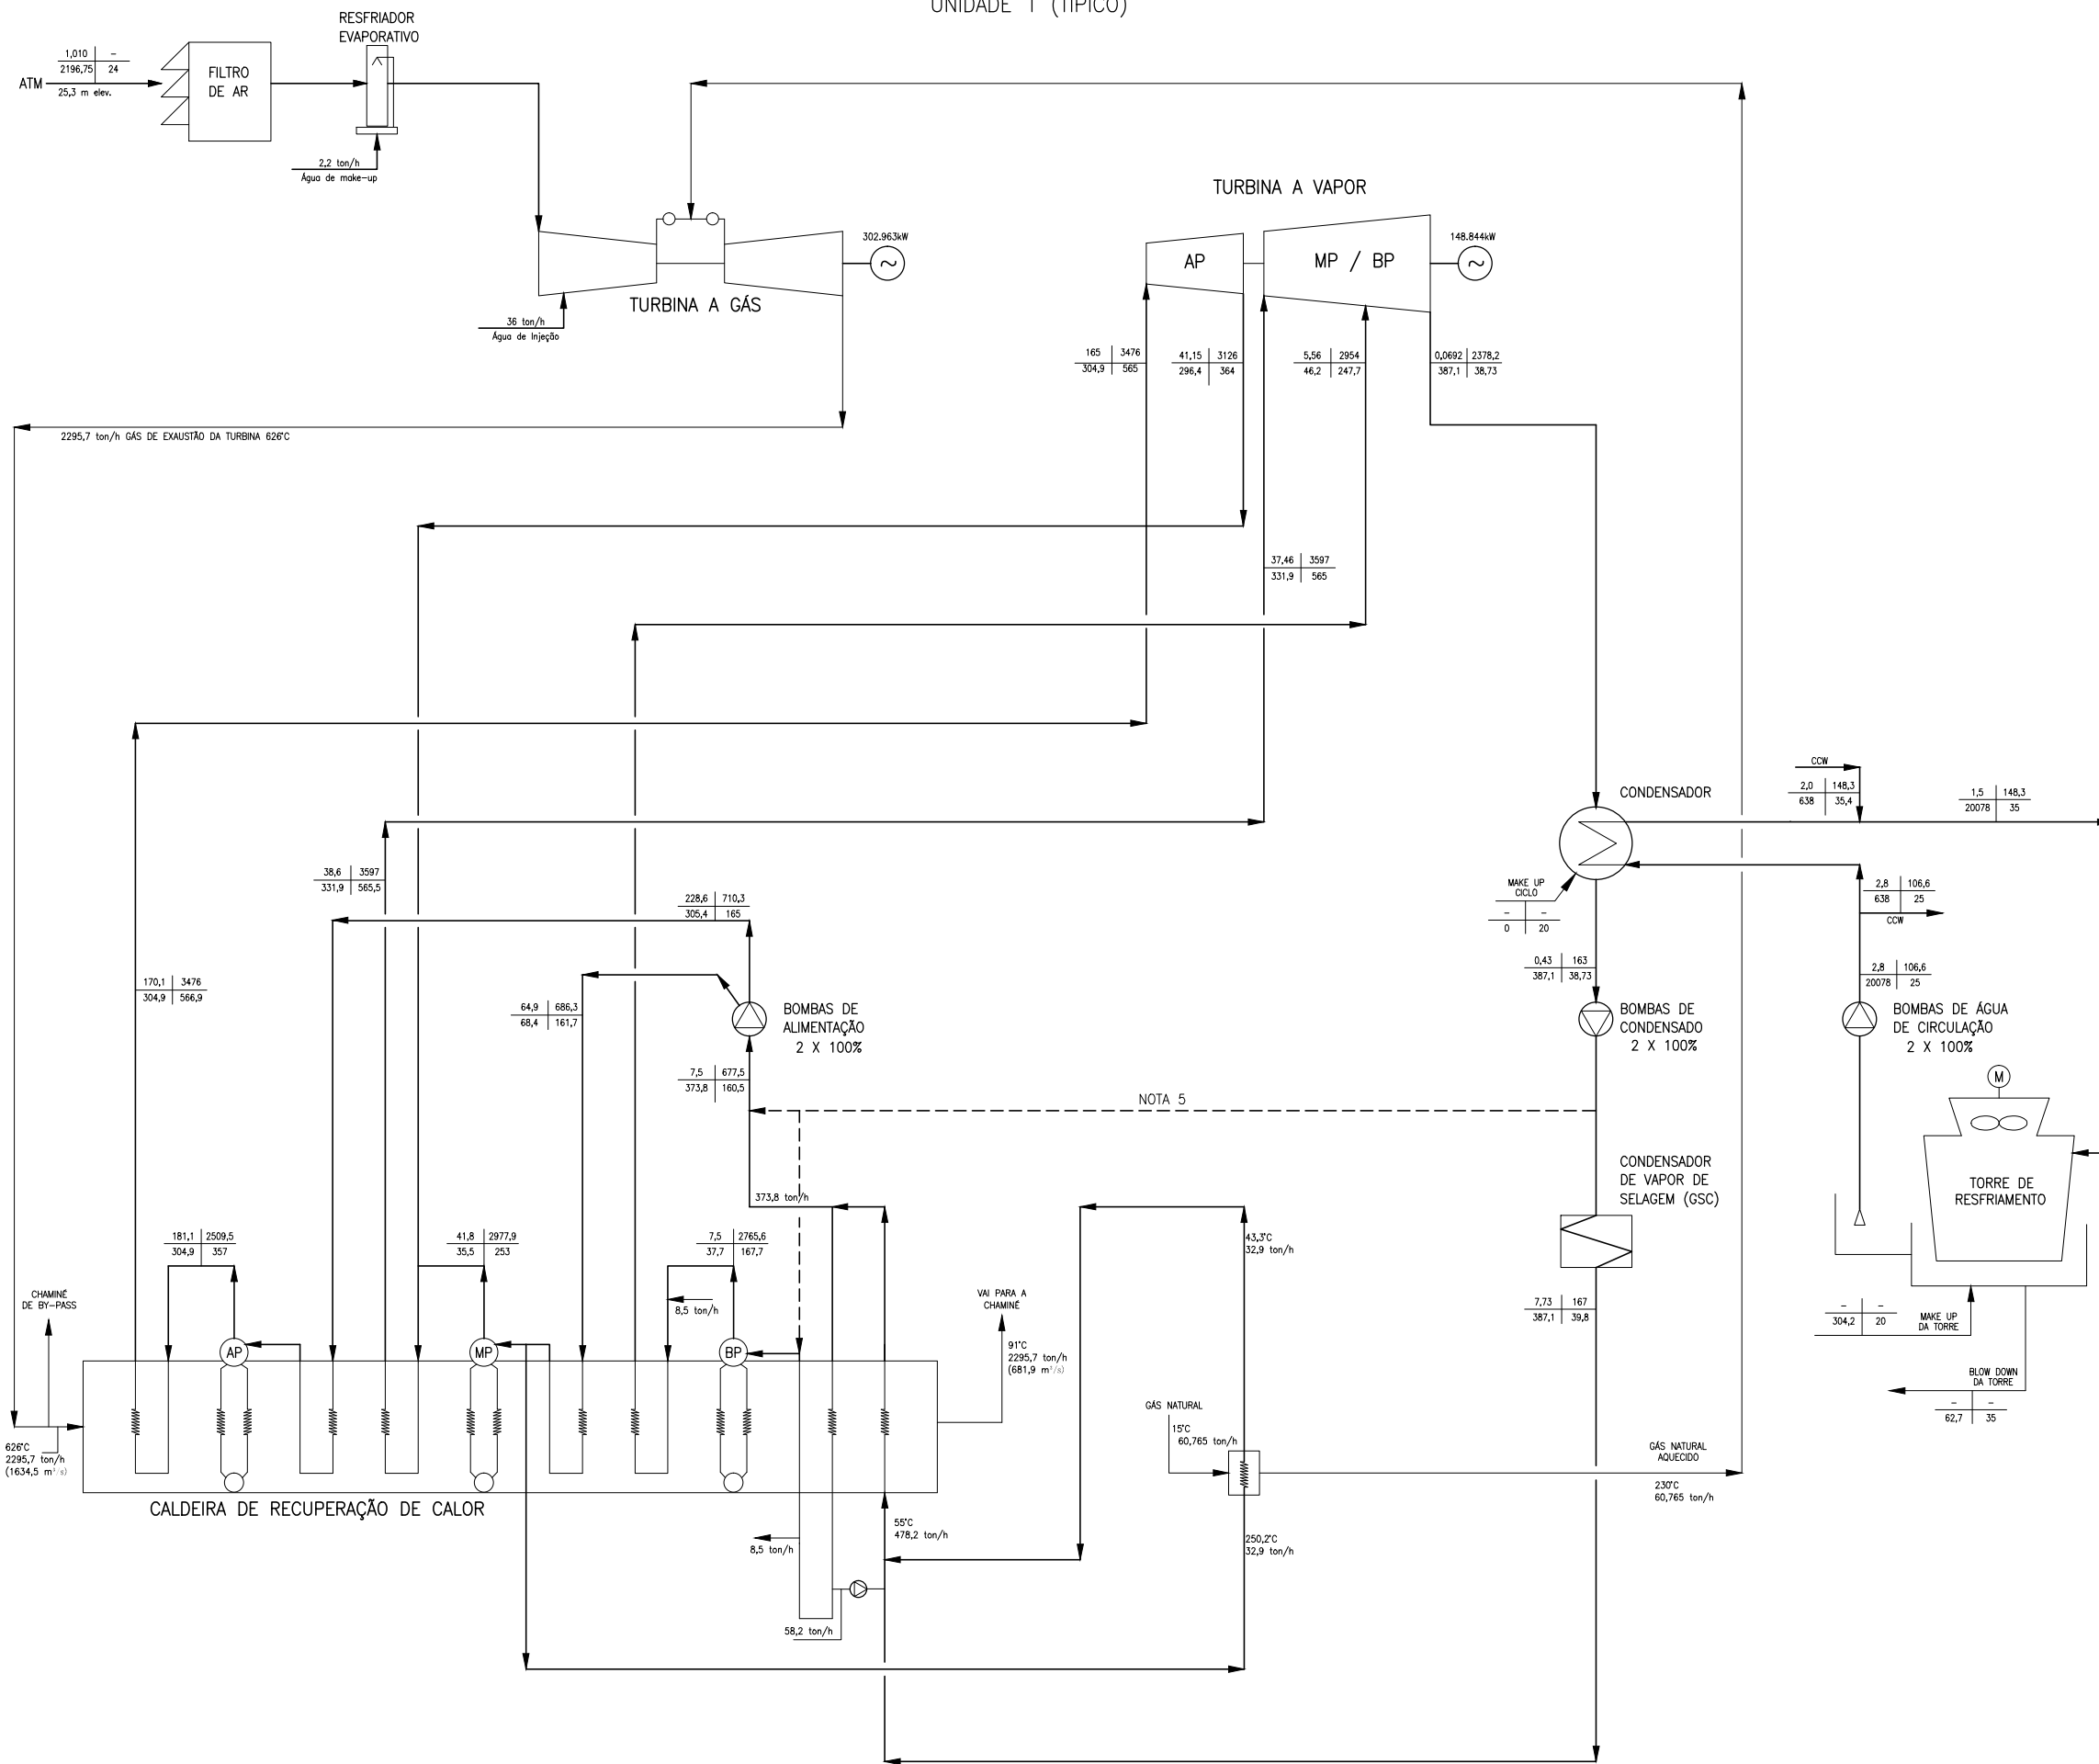 UNIDADE 1 (TÍPICO)
RESFRIADOR
EVAPORATIVO
1,010 | -
2196,75 | 24
ATM
25,3 m elev.
FILTRO
DE AR
2,2 ton/h
Água de make-up
TURBINA A VAPOR
302.963kW
~
AP
MP / BP
148.844kW
~
TURBINA A GÁS
36 ton/h
Água de Injeção
165 | 3476
304,9 | 565
41,15 | 3126
296,4 | 364
5,56 | 2954
46,2 | 247,7
0,0692 | 2378,2
387,1 | 38,73
2295,7 ton/h GÁS DE EXAUSTÃO DA TURBINA 626°C
37,46 | 3597
331,9 | 565
CCW
2,0 | 148,3
638 | 35,4
1,5 | 148,3
20078 | 35
CONDENSADOR
38,6 | 3597
331,9 | 565,5
228,6 | 710,3
305,4 | 165
MAKE UP
CICLO
- | -
0 | 20
2,8 | 106,6
638 | 25
CCW
170,1 | 3476
304,9 | 566,9
0,43 | 163
387,1 | 38,73
2,8 | 106,6
20078 | 25
64,9 | 686,3
68,4 | 161,7
BOMBAS DE
ALIMENTAÇÃO
2 X 100%
BOMBAS DE
CONDENSADO
2 X 100%
BOMBAS DE ÁGUA
DE CIRCULAÇÃO
2 X 100%
7,5 | 677,5
373,8 | 160,5
M
NOTA 5
CONDENSADOR
DE VAPOR DE
SELAGEM (GSC)
TORRE DE
RESFRIAMENTO
373,8 ton/h
181,1 | 2509,5
304,9 | 357
41,8 | 2977,9
35,5 | 253
7,5 | 2765,6
37,7 | 167,7
43,3°C
32,9 ton/h
CHAMINÉ
DE BY-PASS
8,5 ton/h
VAI PARA A
CHAMINÉ
7,73 | 167
387,1 | 39,8
- | -
304,2 | 20
MAKE UP
DA TORRE
AP
MP
BP
91°C
2295,7 ton/h
(681,9 m³/s)
BLOW DOWN
DA TORRE
- | -
62,7 | 35
GÁS NATURAL
15°C
60,765 ton/h
626°C
2295,7 ton/h
(1634,5 m³/s)
GÁS NATURAL
AQUECIDO
230°C
60,765 ton/h
CALDEIRA DE RECUPERAÇÃO DE CALOR
55°C
478,2 ton/h
8,5 ton/h
250,2°C
32,9 ton/h
58,2 ton/h